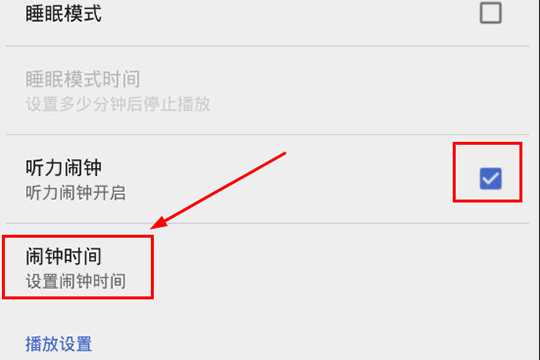 睡眠模式
睡眠模式时间
设置多少分钟后停止播放
听力闹钟
听力闹钟开启
闹钟时间
设置闹钟时间
播放设置